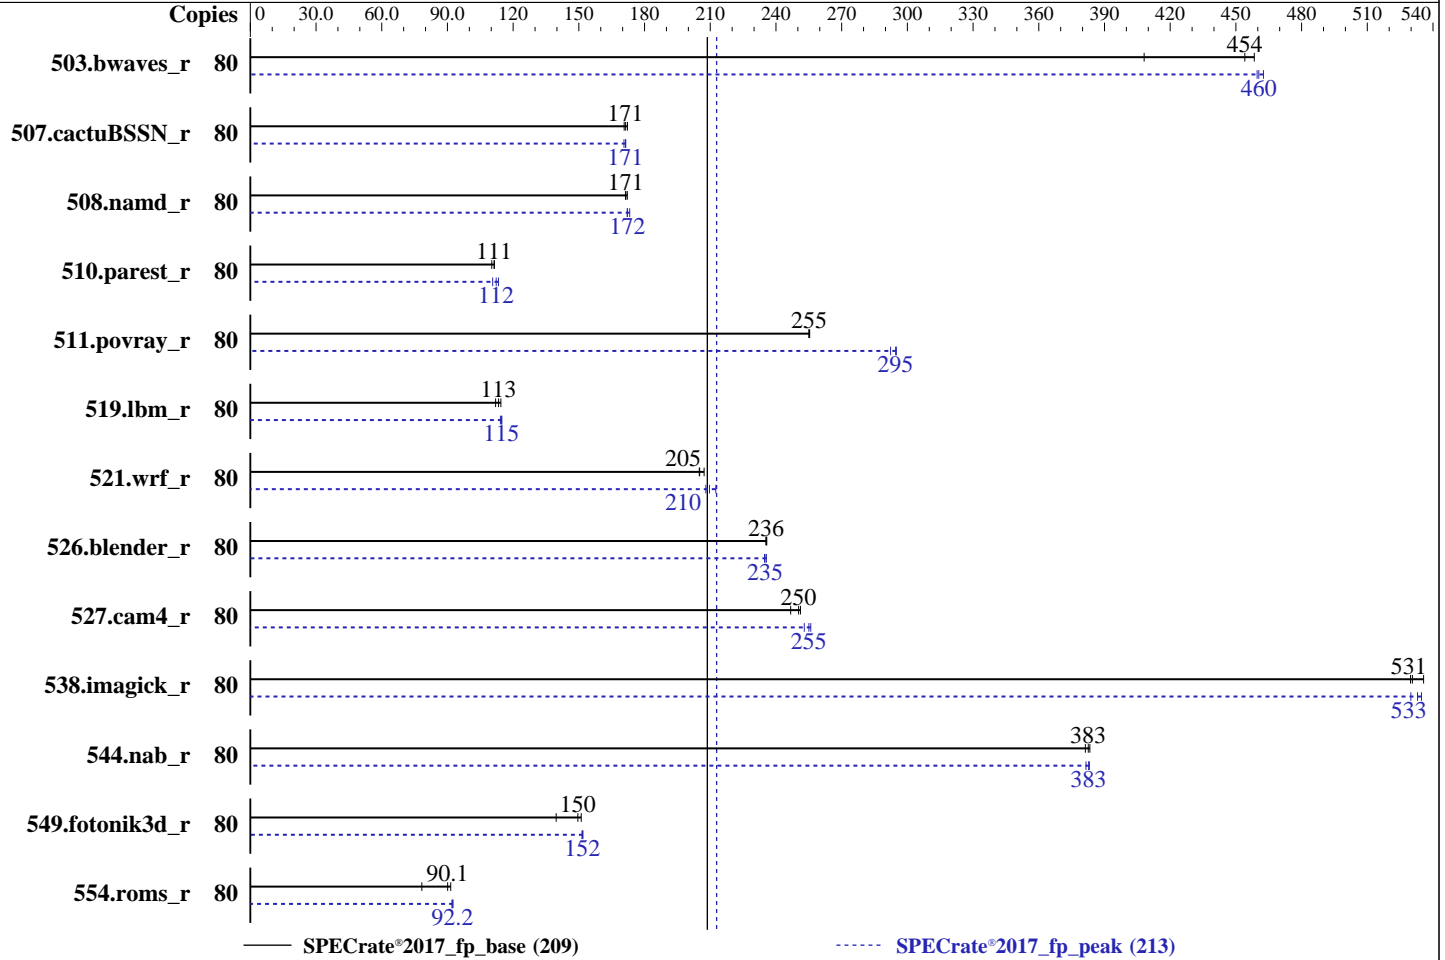 Copies 0 30.0 60.0 90.0 120 150 180 210 240 270 300 330 360 390 420 450 480 510 540
454
503.bwaves_r 80
460
171
507.cactuBSSN_r 80
171
171
508.namd_r 80
172
111
510.parest_r 80
112
255
511.povray_r 80
295
113
519.lbm_r 80
115
205
521.wrf_r 80
210
236
526.blender_r 80
235
250
527.cam4_r 80
255
531
538.imagick_r 80
533
383
544.nab_r 80
383
150
549.fotonik3d_r 80
152
90.1
554.roms_r 80
92.2
SPECrate®2017_fp_base (209) SPECrate®2017_fp_peak (213)